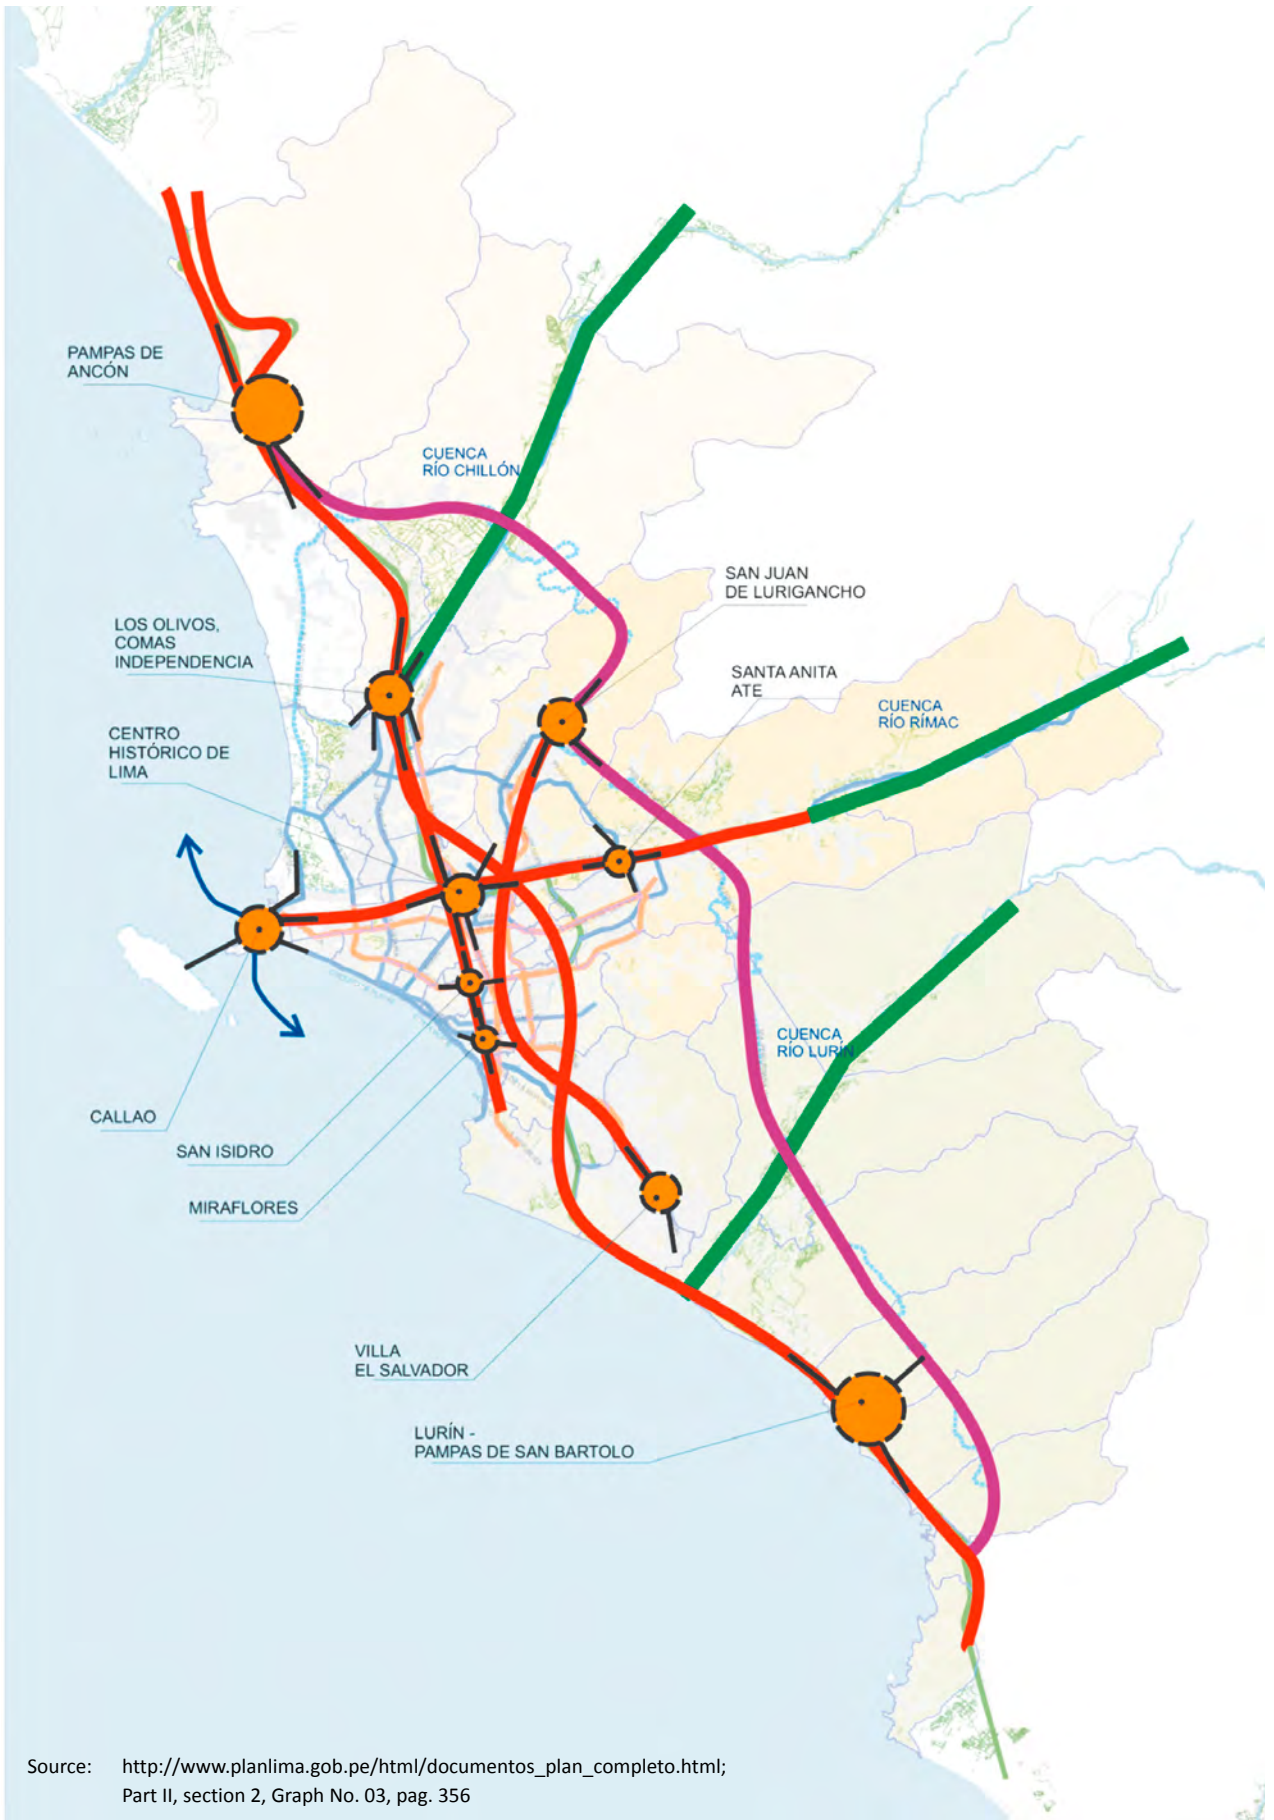 PAMPAS DE
ANCÓN
CUENCA
RÍO CHILLÓN
SAN JUAN
DE LURIGANCHO
LOS OLIVOS,
COMAS
INDEPENDENCIA
SANTA ANITA
ATE
CUENCA
RÍO RÍMAC
CENTRO
HISTÓRICO DE
LIMA
CUENCA
RÍO LURÍN
CALLAO
SAN ISIDRO
MIRAFLORES
VILLA
EL SALVADOR
LURÍN -
PAMPAS DE SAN BARTOLO
Source: http://www.planlima.gob.pe/html/documentos_plan_completo.html;
Part II, section 2, Graph No. 03, pag. 356